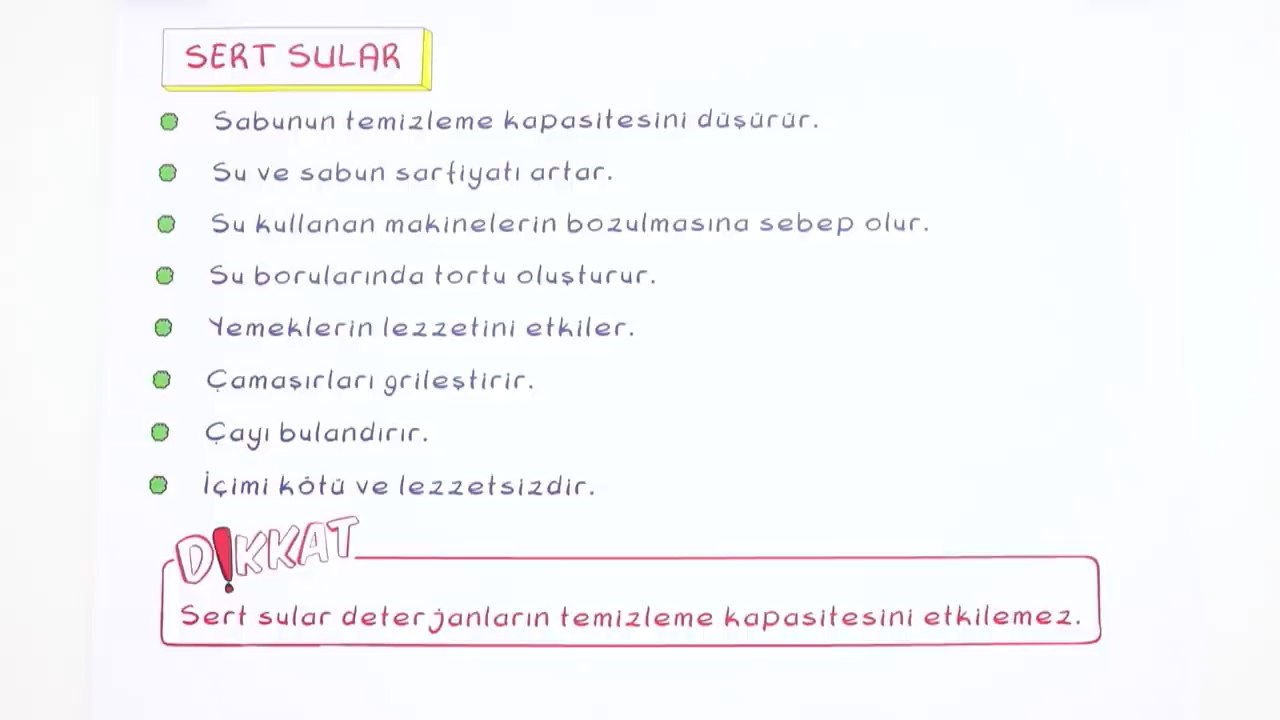 SERT SULAR
Sabunun temizleme kapasitesini düşürür.
Su ve sabun sarfiyatı artar.
Su kullanan makinelerin bozulmasına sebep olur.
Su borularında tortu oluşturur.
Yemeklerin lezzetini etkiler.
Çamaşırları grileştirir.
Çayı bulandırır.
İçimi kötü ve lezzetsizdir.
DİKKAT
Sert sular deterjanların temizleme kapasitesini etkilemez.